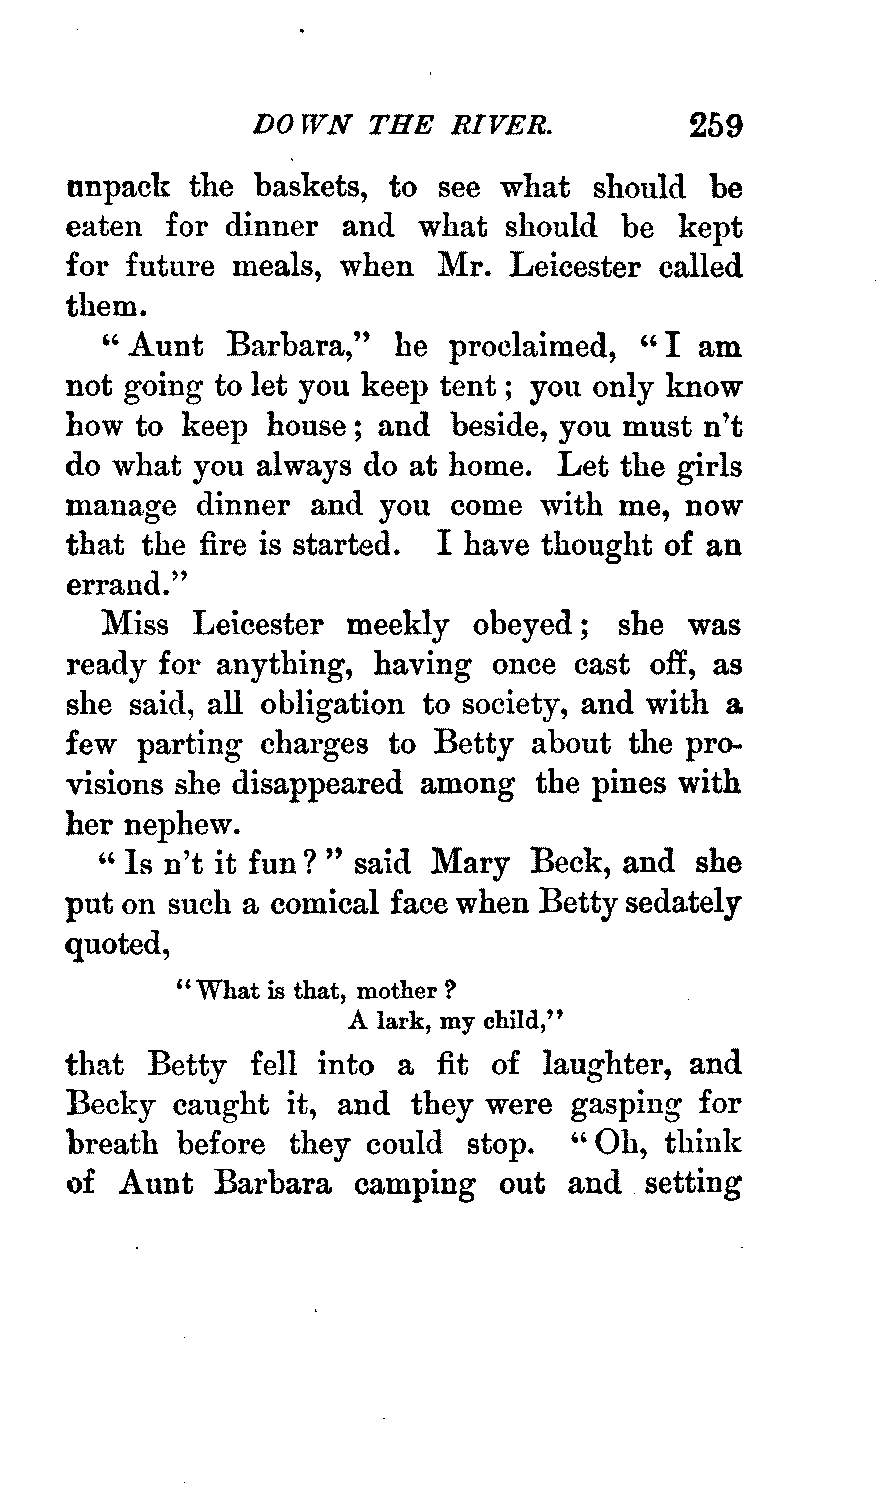 DOWN THE RIVER. 259
unpack the baskets, to see what should be
eaten for dinner and what should be kept
for future meals, when Mr. Leicester called
them.
“ Aunt Barbara,” he proclaimed, “ I am
not going to let you keep tent ; you only know
how to keep house ; and beside, you must n’t
do what you always do at home. Let the girls
manage dinner and you come with me, now
that the fire is started. I have thought of an
errand.”
Miss Leicester meekly obeyed ; she was
ready for anything, having once cast off, as
she said, all obligation to society, and with a
few parting charges to Betty about the pro-
visions she disappeared among the pines with
her nephew.
“ Is n’t it fun ? ” said Mary Beck, and she
put on such a comical face when Betty sedately
quoted,
“What is that, mother ?
A lark, my child,”
that Betty fell into a fit of laughter, and
Becky caught it, and they were gasping for
breath before they could stop. “ Oh, think
of Aunt Barbara camping out and setting